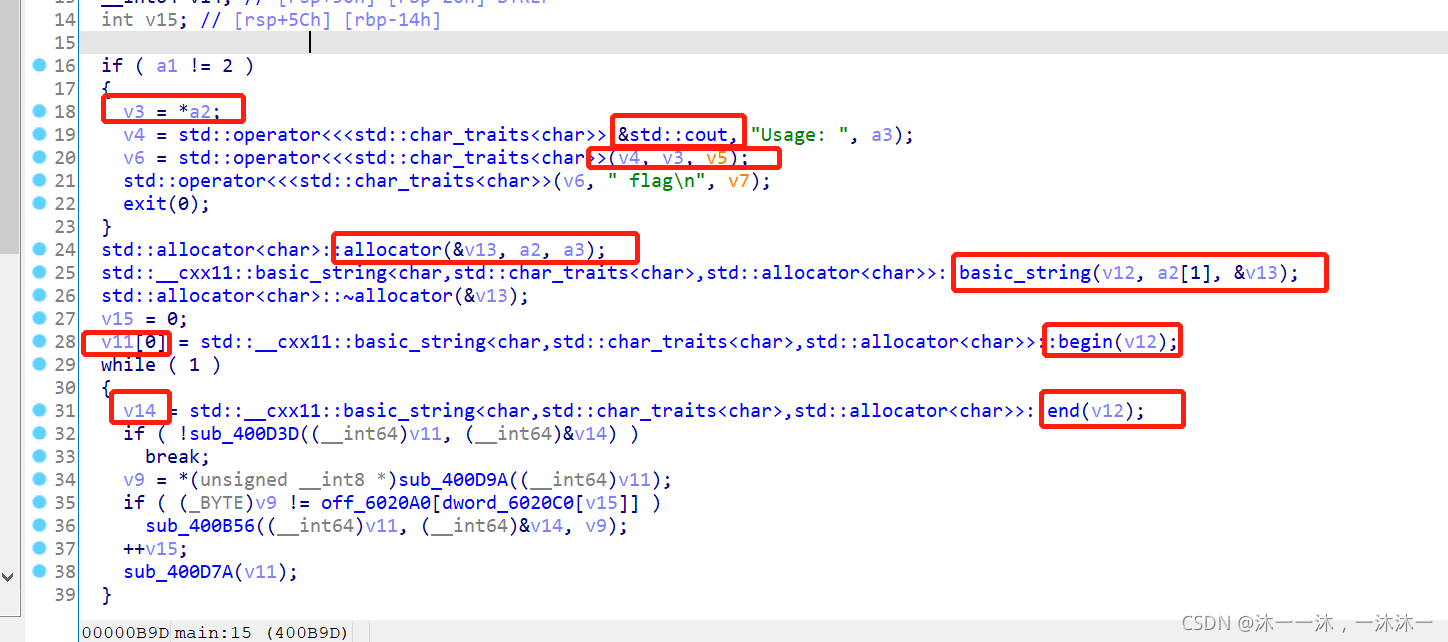 14 int v15; // [rsp+5Ch] [rbp-14h]
15
16 if ( a1 != 2 )
17 {
18 v3 = *a2;
19 v4 = std::operator<<<std::char_traits<char>>(&std::cout, "Usage: ", a3);
20 v6 = std::operator<<<std::char_traits<char>>(v4, v3, v5);
21 std::operator<<<std::char_traits<char>>(v6, " flag\n", v7);
22 exit(0);
23 }
24 std::allocator<char>::allocator(&v13, a2, a3);
25 std::__cxx11::basic_string<char,std::char_traits<char>,std::allocator<char>>::basic_string(v12, a2[1], &v13);
26 std::allocator<char>::~allocator(&v13);
27 v15 = 0;
28 v11[0] = std::__cxx11::basic_string<char,std::char_traits<char>,std::allocator<char>>::begin(v12);
29 while ( 1 )
30 {
31 v14 = std::__cxx11::basic_string<char,std::char_traits<char>,std::allocator<char>>::end(v12);
32 if ( !sub_400D3D((__int64)v11, (__int64)&v14) )
33 break;
34 v9 = *(unsigned __int8 *)sub_400D9A((__int64)v11);
35 if ( (_BYTE)v9 != off_6020A0[dword_6020C0[v15]] )
36 sub_400B56((__int64)v11, (__int64)&v14, v9);
37 ++v15;
38 sub_400D7A(v11);
39 }
00000B9D main:15 (400B9D)
CSDN @沐一一沐，一沐沐一